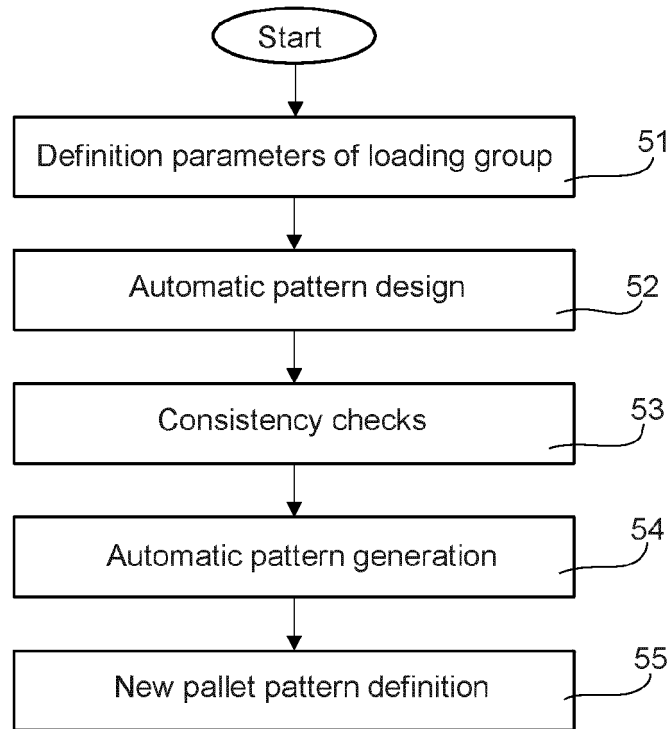 Start
Definition parameters of loading group
51
Automatic pattern design
52
Consistency checks
53
Automatic pattern generation
54
New pallet pattern definition
55